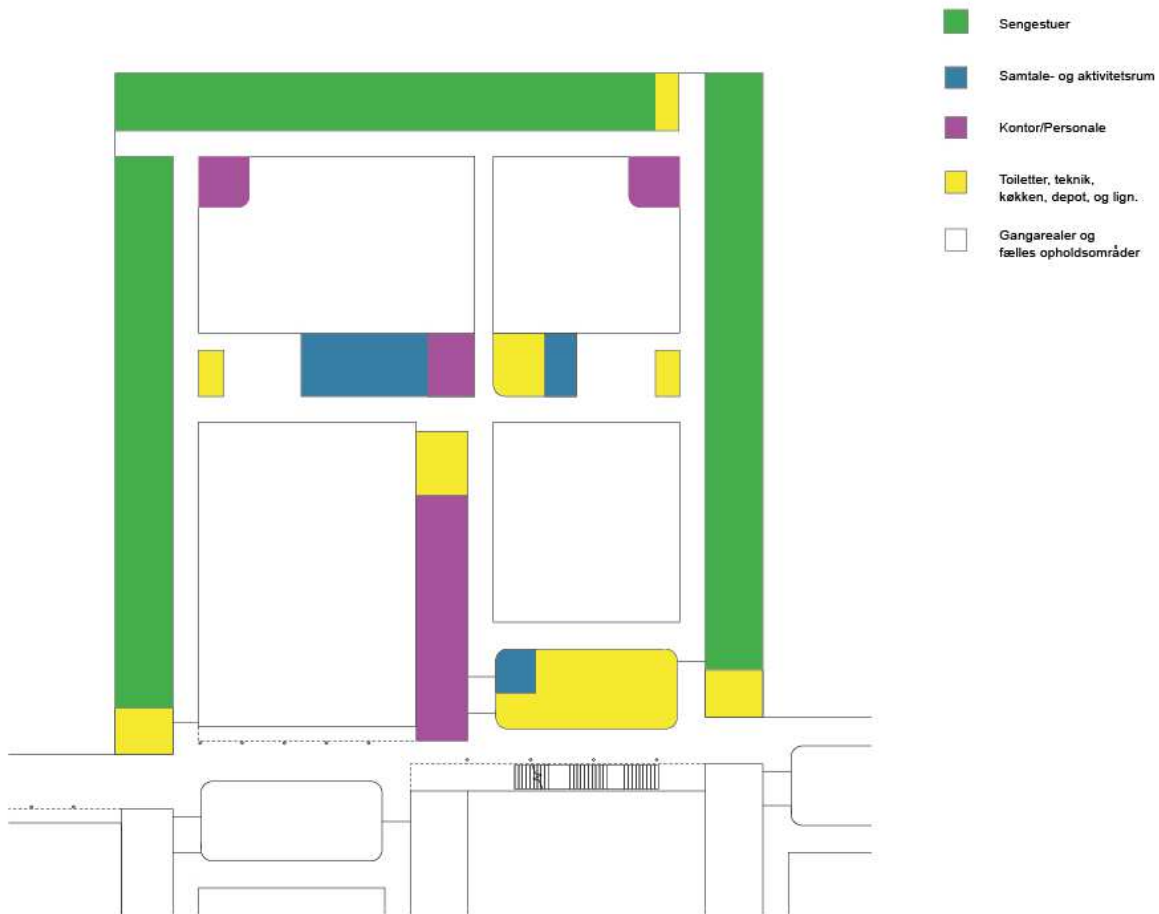 Sengestuer
Samtale- og aktivitetsrum
Kontor/Personale
Toiletter, teknik,
køkken, depot, og lign.
Gangarealer og
fælles opholdsområder